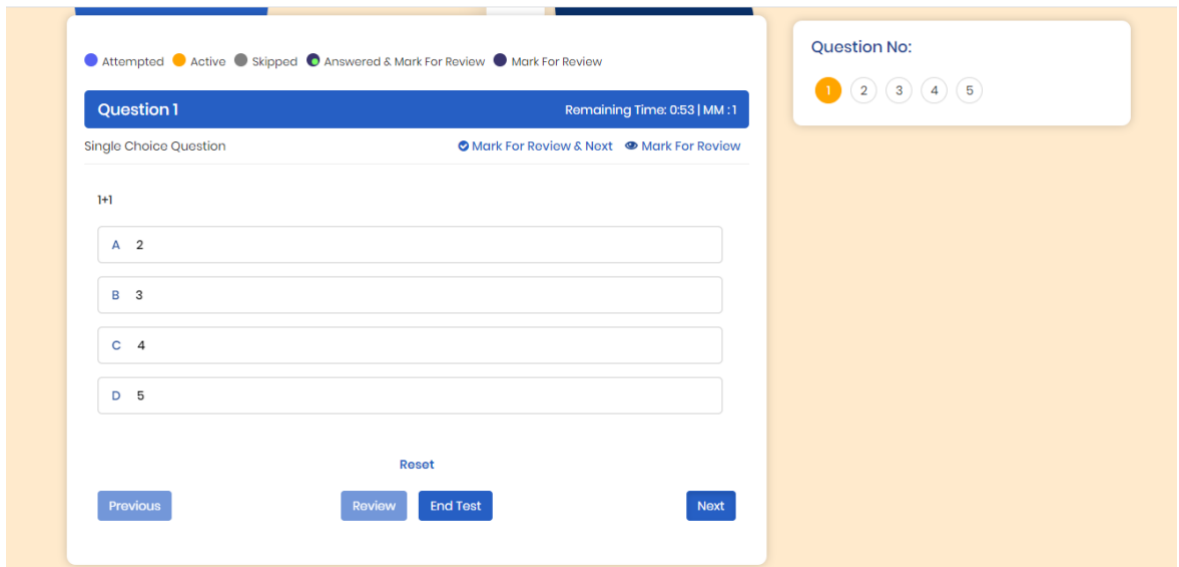 Attempted Active Skipped Answered & Mark For Review Mark For Review
Question 1 Remaining Time: 0:53 | MM : 1
Single Choice Question Mark For Review & Next Mark For Review
1+1
A 2
B 3
C 4
D 5
Reset
Previous Review End Test Next
Question No:
1 2 3 4 5